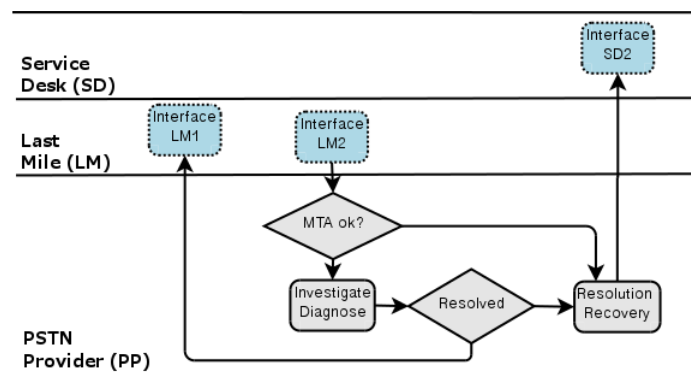 Service
Desk (SD)
Interface
SD2
Last
Mile (LM)
Interface
LM1
Interface
LM2
MTA ok?
Investigate
Diagnose
Resolved
Resolution
Recovery
PSTN
Provider (PP)